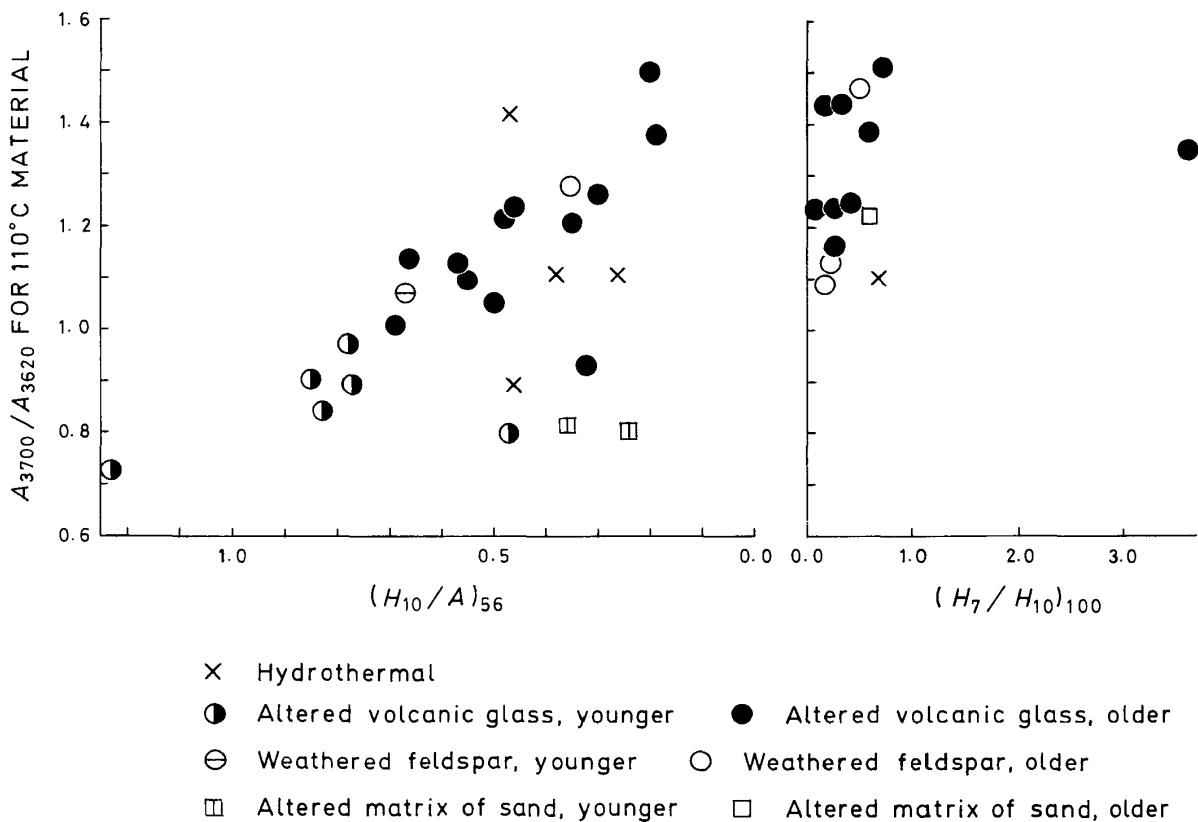 A3700/A3620 FOR 110°C MATERIAL
1.6
1.4
1.2
1.0
0.8
0.6
1.0 0.5 0.0
0.0 1.0 2.0 3.0
(H10/A)56
(H7/H10)100
Hydrothermal
Altered volcanic glass, younger
Altered volcanic glass, older
Weathered feldspar, younger
Weathered feldspar, older
Altered matrix of sand, younger
Altered matrix of sand, older